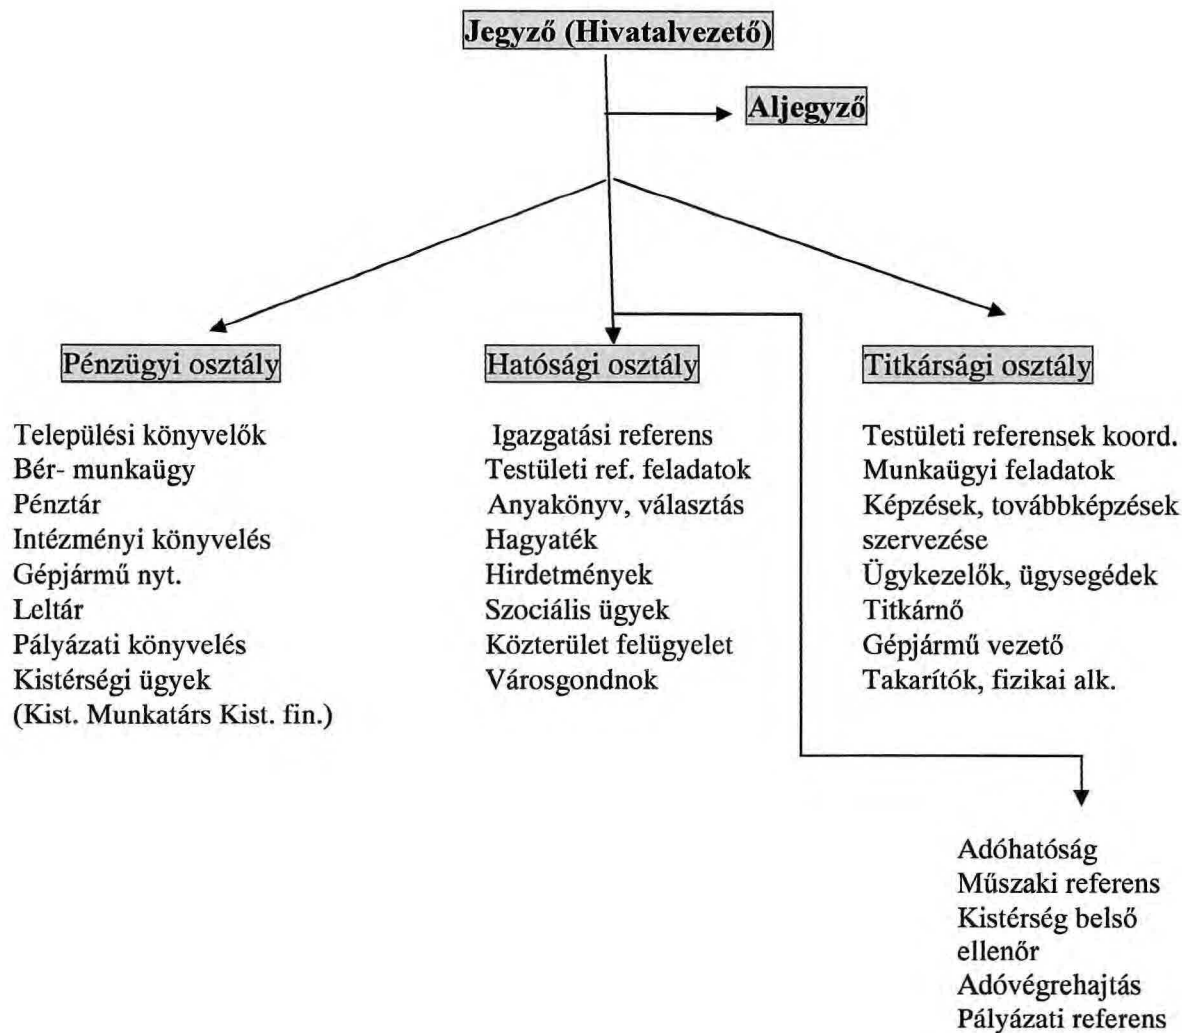 Jegyző (Hivatalvezető)
Aljegyző
Pénzügyi osztály
Települési könyvelők
Bér- munkaügy
Pénztár
Intézményi könyvelés
Gépjármű nyt.
Leltár
Pályázati könyvelés
Kistérségi ügyek
(Kist. Munkatárs Kist. fin.)
Hatósági osztály
Igazgatási referens
Testületi ref. feladatok
Anyakönyv, választás
Hagyaték
Hirdetmények
Szociális ügyek
Közterület felügyelet
Városgondnok
Titkársági osztály
Testületi referensek koord.
Munkaügyi feladatok
Képzések, továbbképzések
szervezése
Ügykezelők, ügysegédek
Titkárnő
Gépjármű vezető
Takarítók, fizikai alk.
Adóhatóság
Műszaki referens
Kistérség belső
ellenőr
Adóvégrehajtás
Pályázati referens